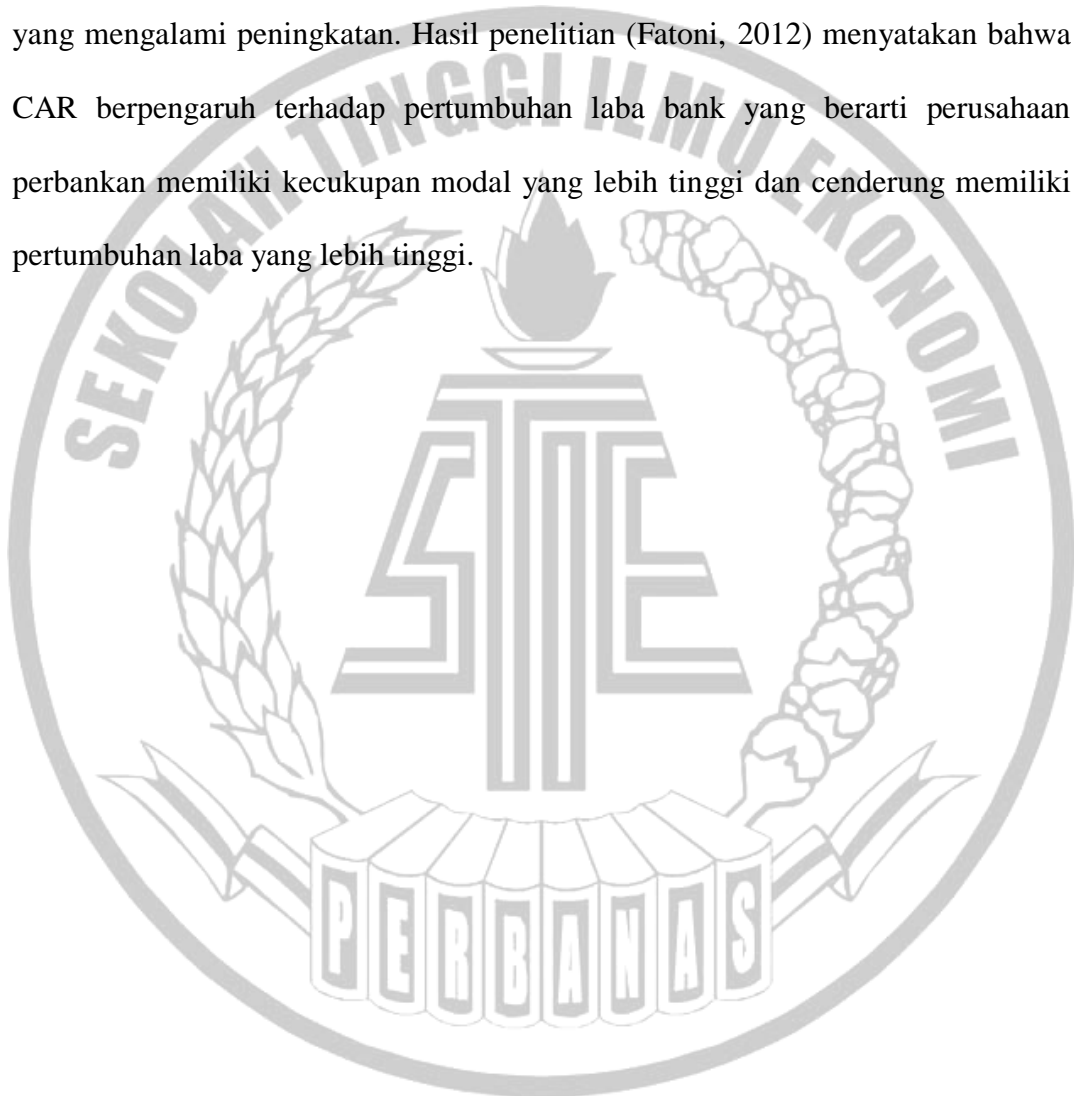 yang mengalami peningkatan. Hasil penelitian (Fatoni, 2012) menyatakan bahwa
CAR berpengaruh terhadap pertumbuhan laba bank yang berarti perusahaan
perbankan memiliki kecukupan modal yang lebih tinggi dan cenderung memiliki
pertumbuhan laba yang lebih tinggi.
SEKOLAH TINGGI ILMU EKONOMI
STIE
PERBANAS